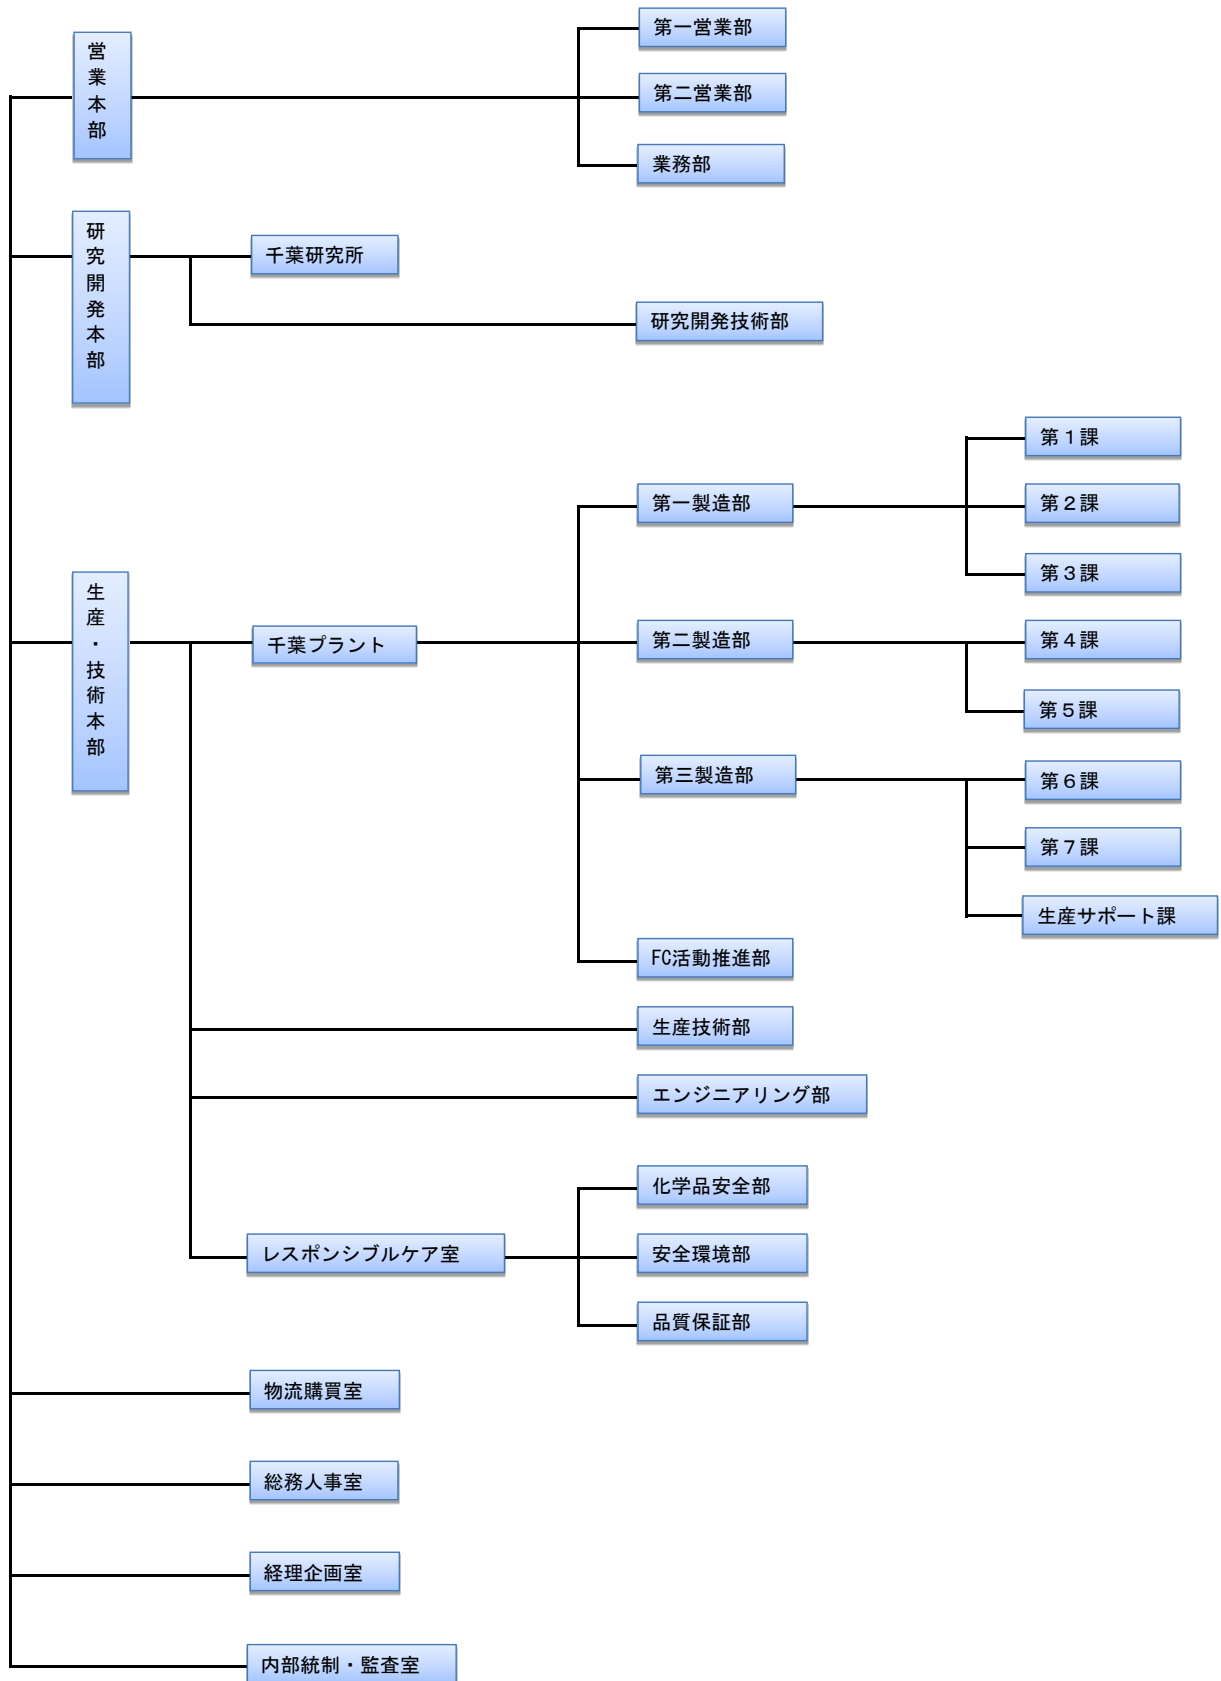 営業本部
第一営業部
第二営業部
業務部
研究開発本部
千葉研究所
研究開発技術部
生産・技術本部
千葉プラント
第一製造部
第１課
第２課
第３課
第二製造部
第４課
第５課
第三製造部
第６課
第７課
生産サポート課
FC活動推進部
生産技術部
エンジニアリング部
レスポンシブルケア室
化学品安全部
安全環境部
品質保証部
物流購買室
総務人事室
経理企画室
内部統制・監査室